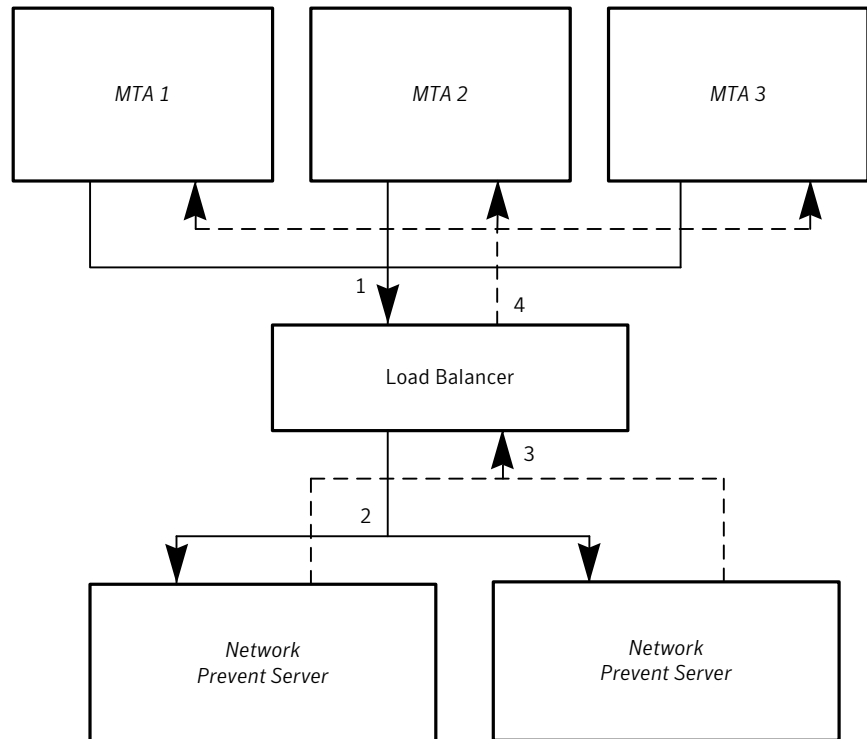 MTA 1
MTA 2
MTA 3
1
4
Load Balancer
3
2
Network
Prevent Server
Network
Prevent Server